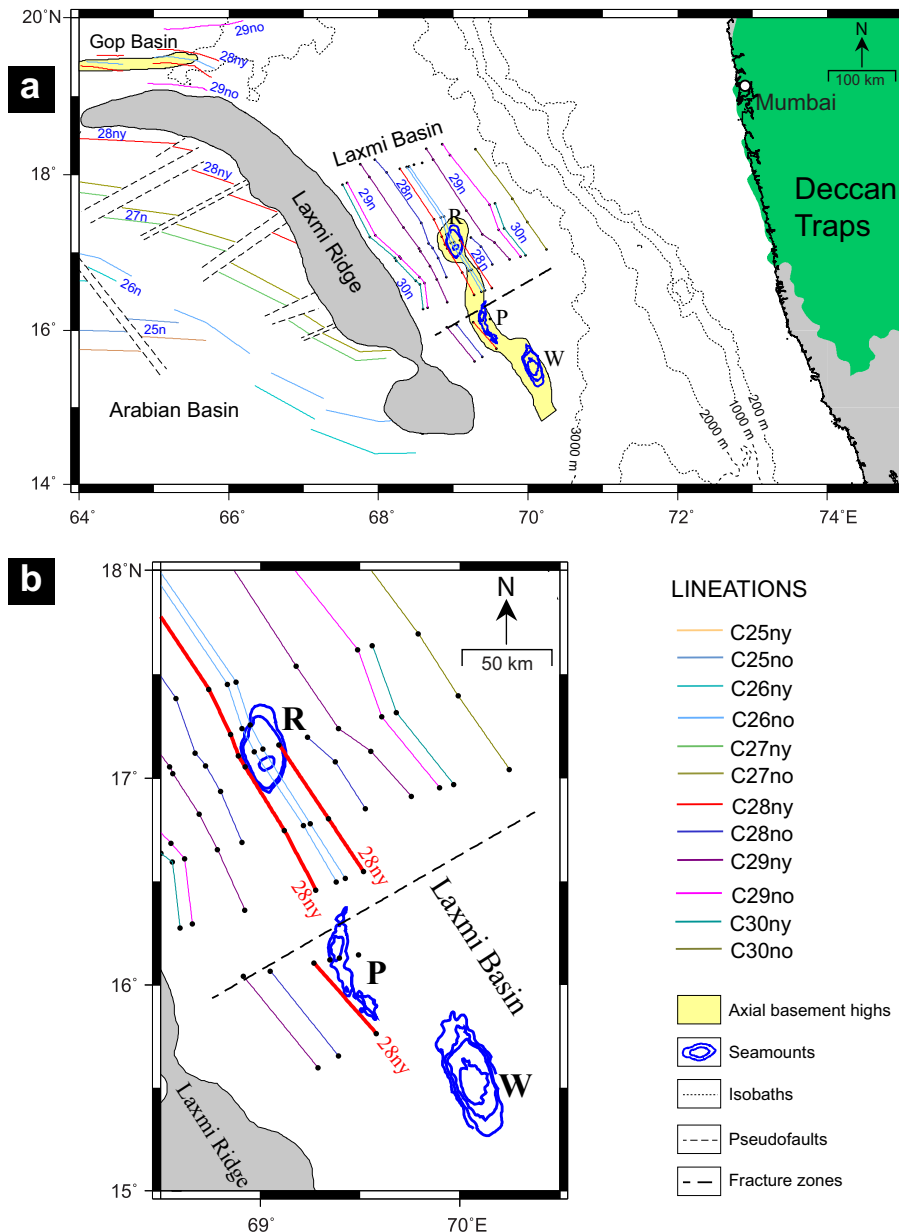 a
20˚
18˚
16˚
14˚
64˚
66˚
68˚
70˚
72˚
74˚E
Gop Basin
29no
28ny
29no
N
100 km
Mumbai
Deccan
Traps
Laxmi Basin
28ny
28ny
27n
26n
25n
Laxmi Ridge
29n
28n
29n
30n
30n
28n
R
P
W
Arabian Basin
3000 m
2000 m
1000 m
200 m
b
18˚N
17˚
16˚
15˚
69˚
70˚E
N
50 km
R
28ny
28ny
Laxmi Basin
P
28ny
W
Laxmi Ridge
LINEATIONS
C25ny
C25no
C26ny
C26no
C27ny
C27no
C28ny
C28no
C29ny
C29no
C30ny
C30no
Axial basement highs
Seamounts
Isobaths
Pseudofaults
Fracture zones